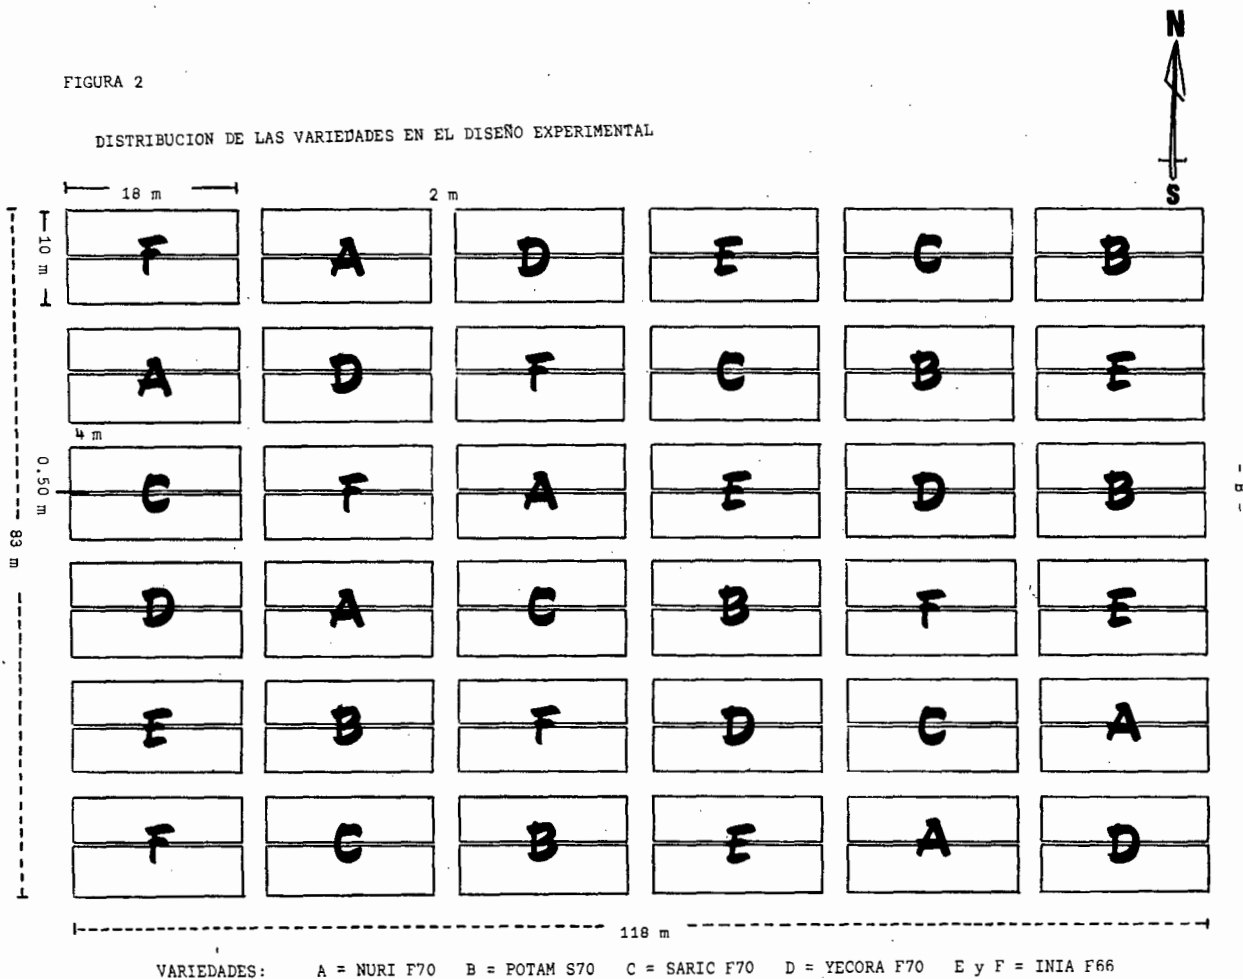 N
S
FIGURA 2
DISTRIBUCION DE LAS VARIEDADES EN EL DISEÑO EXPERIMENTAL
18 m
2 m
10 m
F A D E C B
A D F C B E
4 m
0.50 m
C F A E D B
83 m
D A C B F E
E B F D C A
F C B E A D
118 m
VARIEDADES: A = NURI F70 B = POTAM S70 C = SARIC F70 D = YECORA F70 E y F = INIA F66